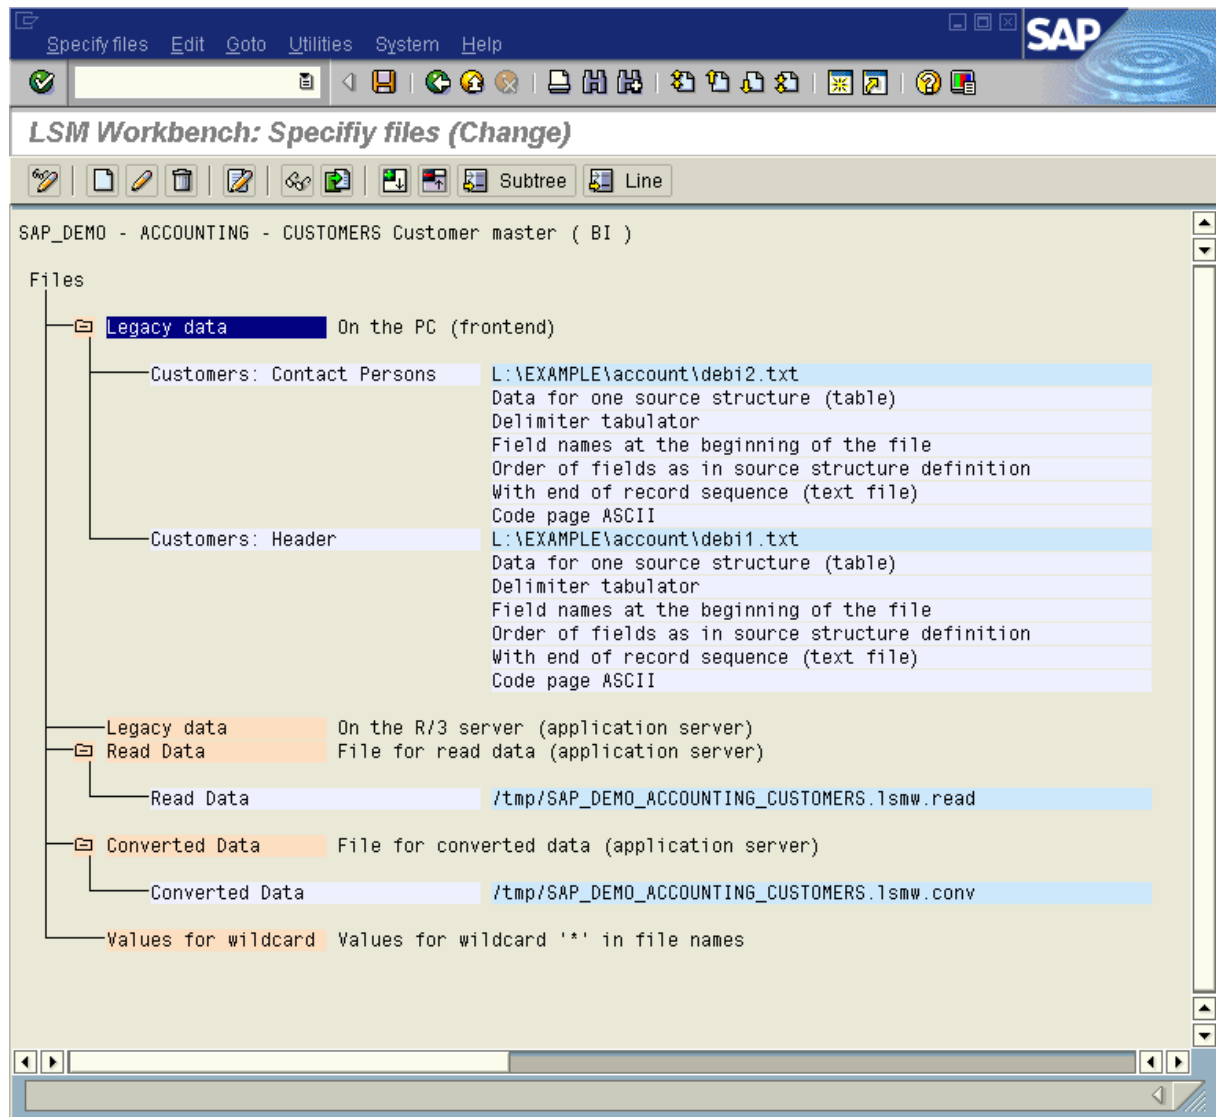 Specify files Edit Goto Utilities System Help
SAP
LSM Workbench: Specifiy files (Change)
Subtree Line
SAP_DEMO - ACCOUNTING - CUSTOMERS Customer master ( BI )
Files
Legacy data On the PC (frontend)
Customers: Contact Persons L:\EXAMPLE\account\debi2.txt
Data for one source structure (table)
Delimiter tabulator
Field names at the beginning of the file
Order of fields as in source structure definition
With end of record sequence (text file)
Code page ASCII
Customers: Header L:\EXAMPLE\account\debi1.txt
Data for one source structure (table)
Delimiter tabulator
Field names at the beginning of the file
Order of fields as in source structure definition
With end of record sequence (text file)
Code page ASCII
Legacy data On the R/3 server (application server)
Read Data File for read data (application server)
Read Data /tmp/SAP_DEMO_ACCOUNTING_CUSTOMERS.lsmw.read
Converted Data File for converted data (application server)
Converted Data /tmp/SAP_DEMO_ACCOUNTING_CUSTOMERS.lsmw.conv
Values for wildcard Values for wildcard '*' in file names